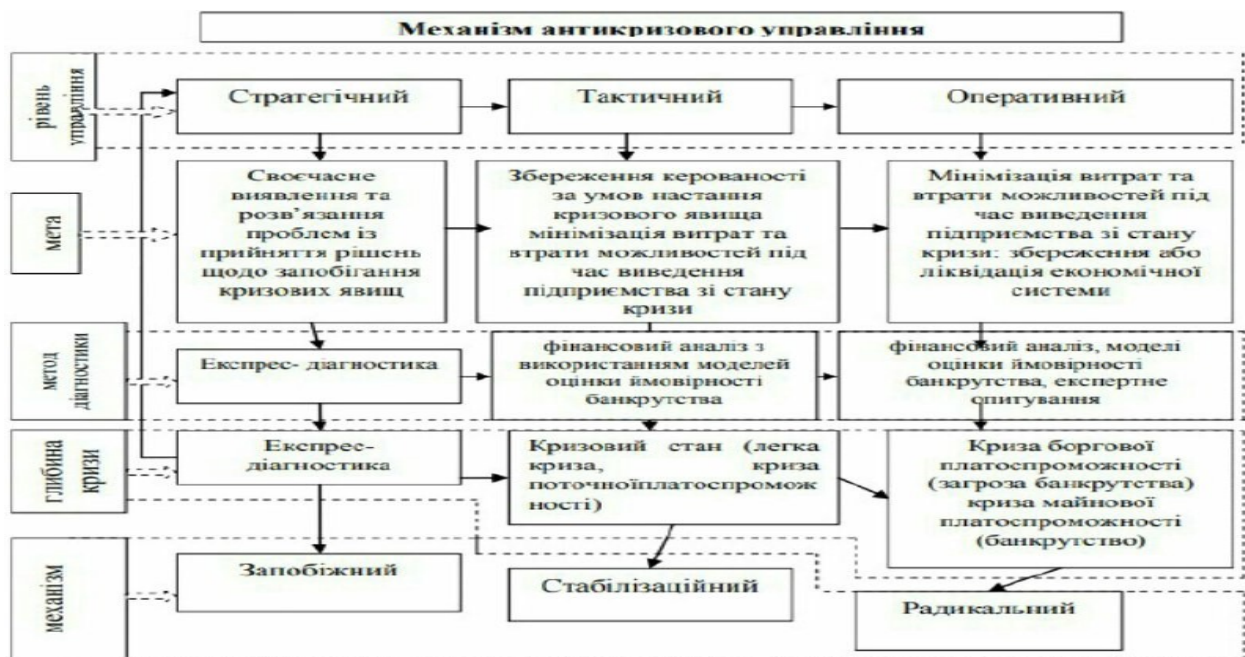 Механізм антикризового управління
рівень
управління
Стратегічний
Тактичний
Оперативний
мета
Своєчасне
виявлення та
розв’язання
проблем із
прийняття рішень
щодо запобігання
кризових явищ
Збереження керованості
за умов настання
кризового явища
мінімізація витрат та
втрати можливостей під
час виведення
підприємства зі стану
кризи
Мінімізація витрат та
втрати можливостей під
час виведення
підприємства зі стану
кризи: збереження або
ліквідація економічної
системи
метод
діагностики
Експрес- діагностика
фінансовий аналіз з
використанням моделей
оцінки ймовірності
банкрутства
фінансовий аналіз, моделі
оцінки ймовірності
банкрутства, експертне
опитування
глибина
кризи
Експрес-
діагностика
Кризовий стан (легка
криза, криза
поточноїплатоспромож
ності)
Криза боргової
платоспроможності
(загроза банкрутства)
криза майнової
платоспроможності
(банкрутство)
механізм
Запобіжний
Стабілізаційний
Радикальний